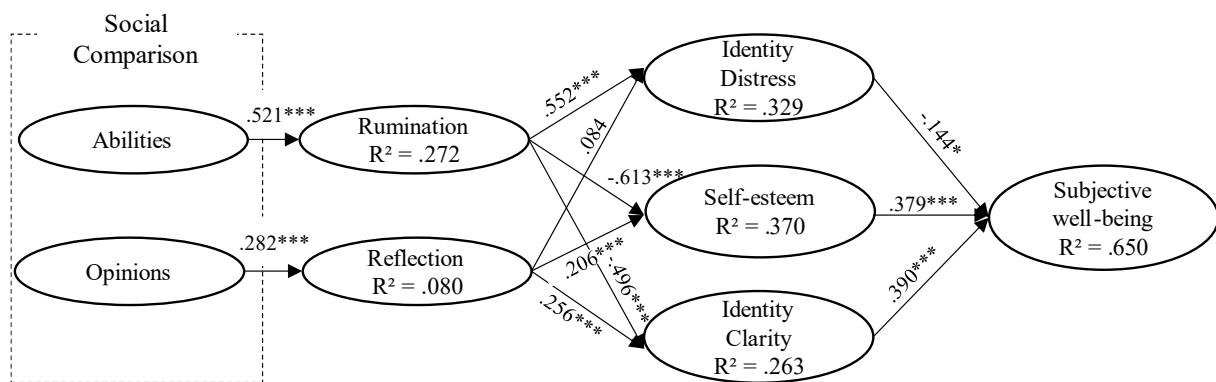 Social
Comparison
Abilities
.521***
Rumination
R² = .272
Opinions
.282***
Reflection
R² = .080
.552***
.084
-.613***
.206***
-.496***
.256***
Identity
Distress
R² = .329
Self-esteem
R² = .370
Identity
Clarity
R² = .263
-.144*
.379***
.390***
Subjective
well-being
R² = .650